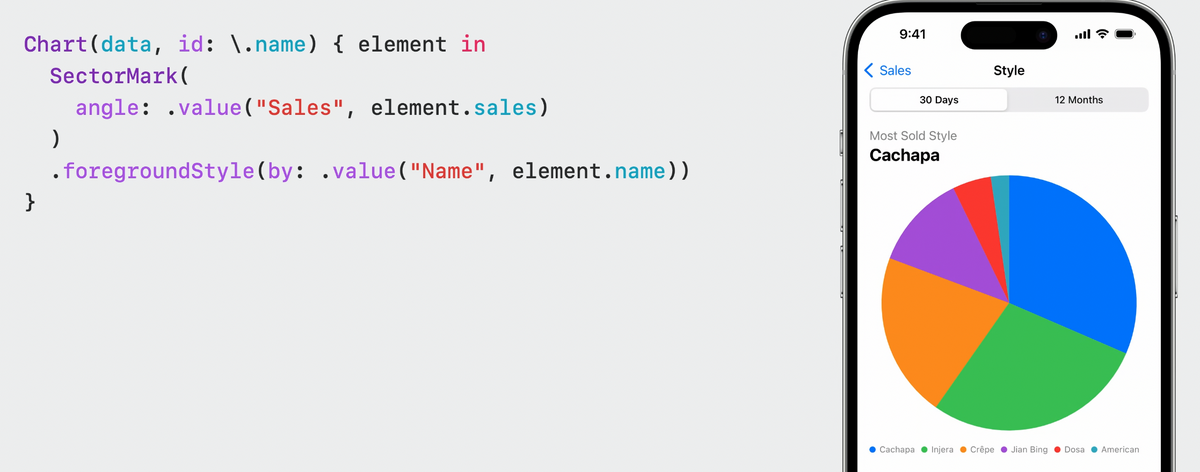 Chart(data, id: \.name) { element in
  SectorMark(
    angle: .value("Sales", element.sales)
  )
  .foregroundStyle(by: .value("Name", element.name))
}
9:41
Sales Style
30 Days 12 Months
Most Sold Style
Cachapa
Cachapa Injera Crêpe Jian Bing Dosa American